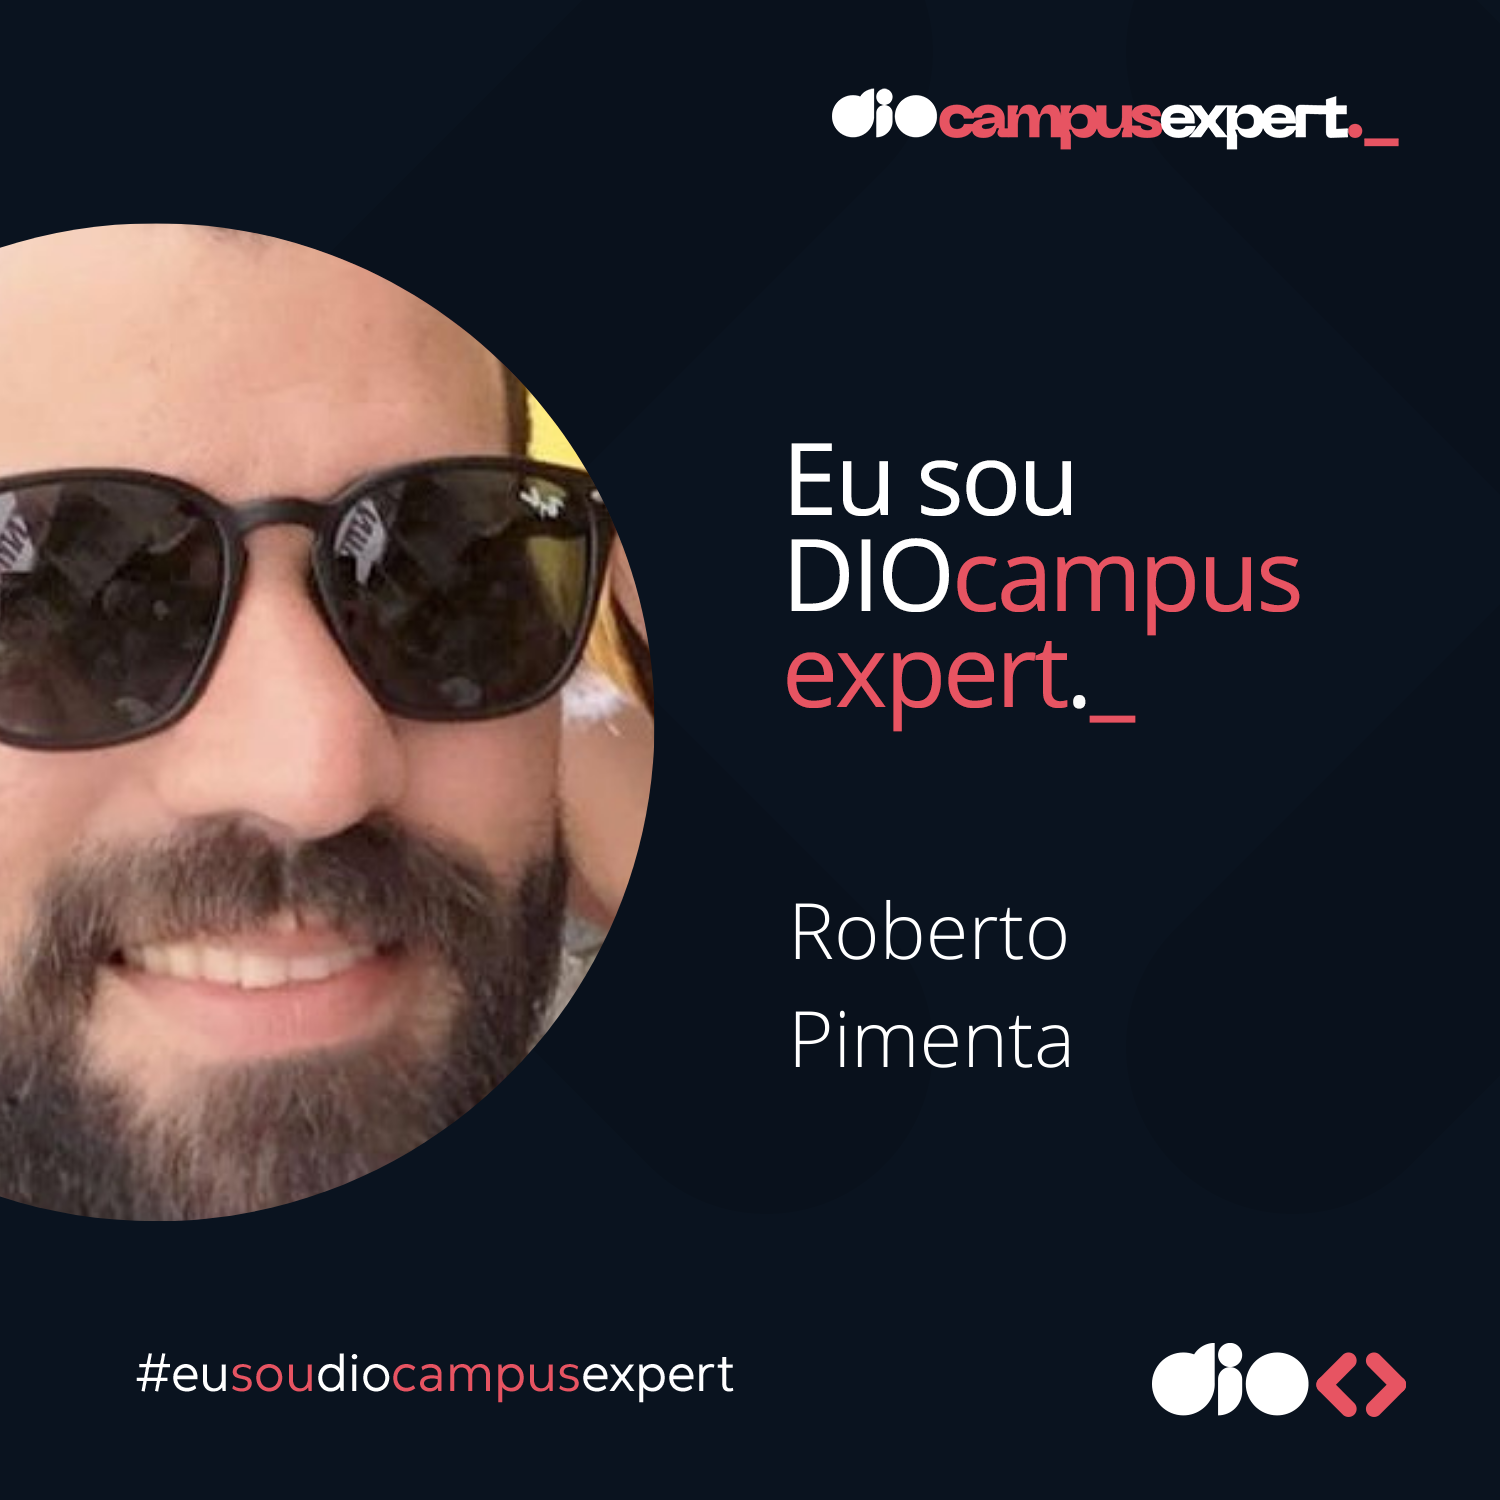 diocampusexpert._
Eu sou
DIOcampus
expert._
Roberto
Pimenta
#eusoudiocampusexpert
dio<>